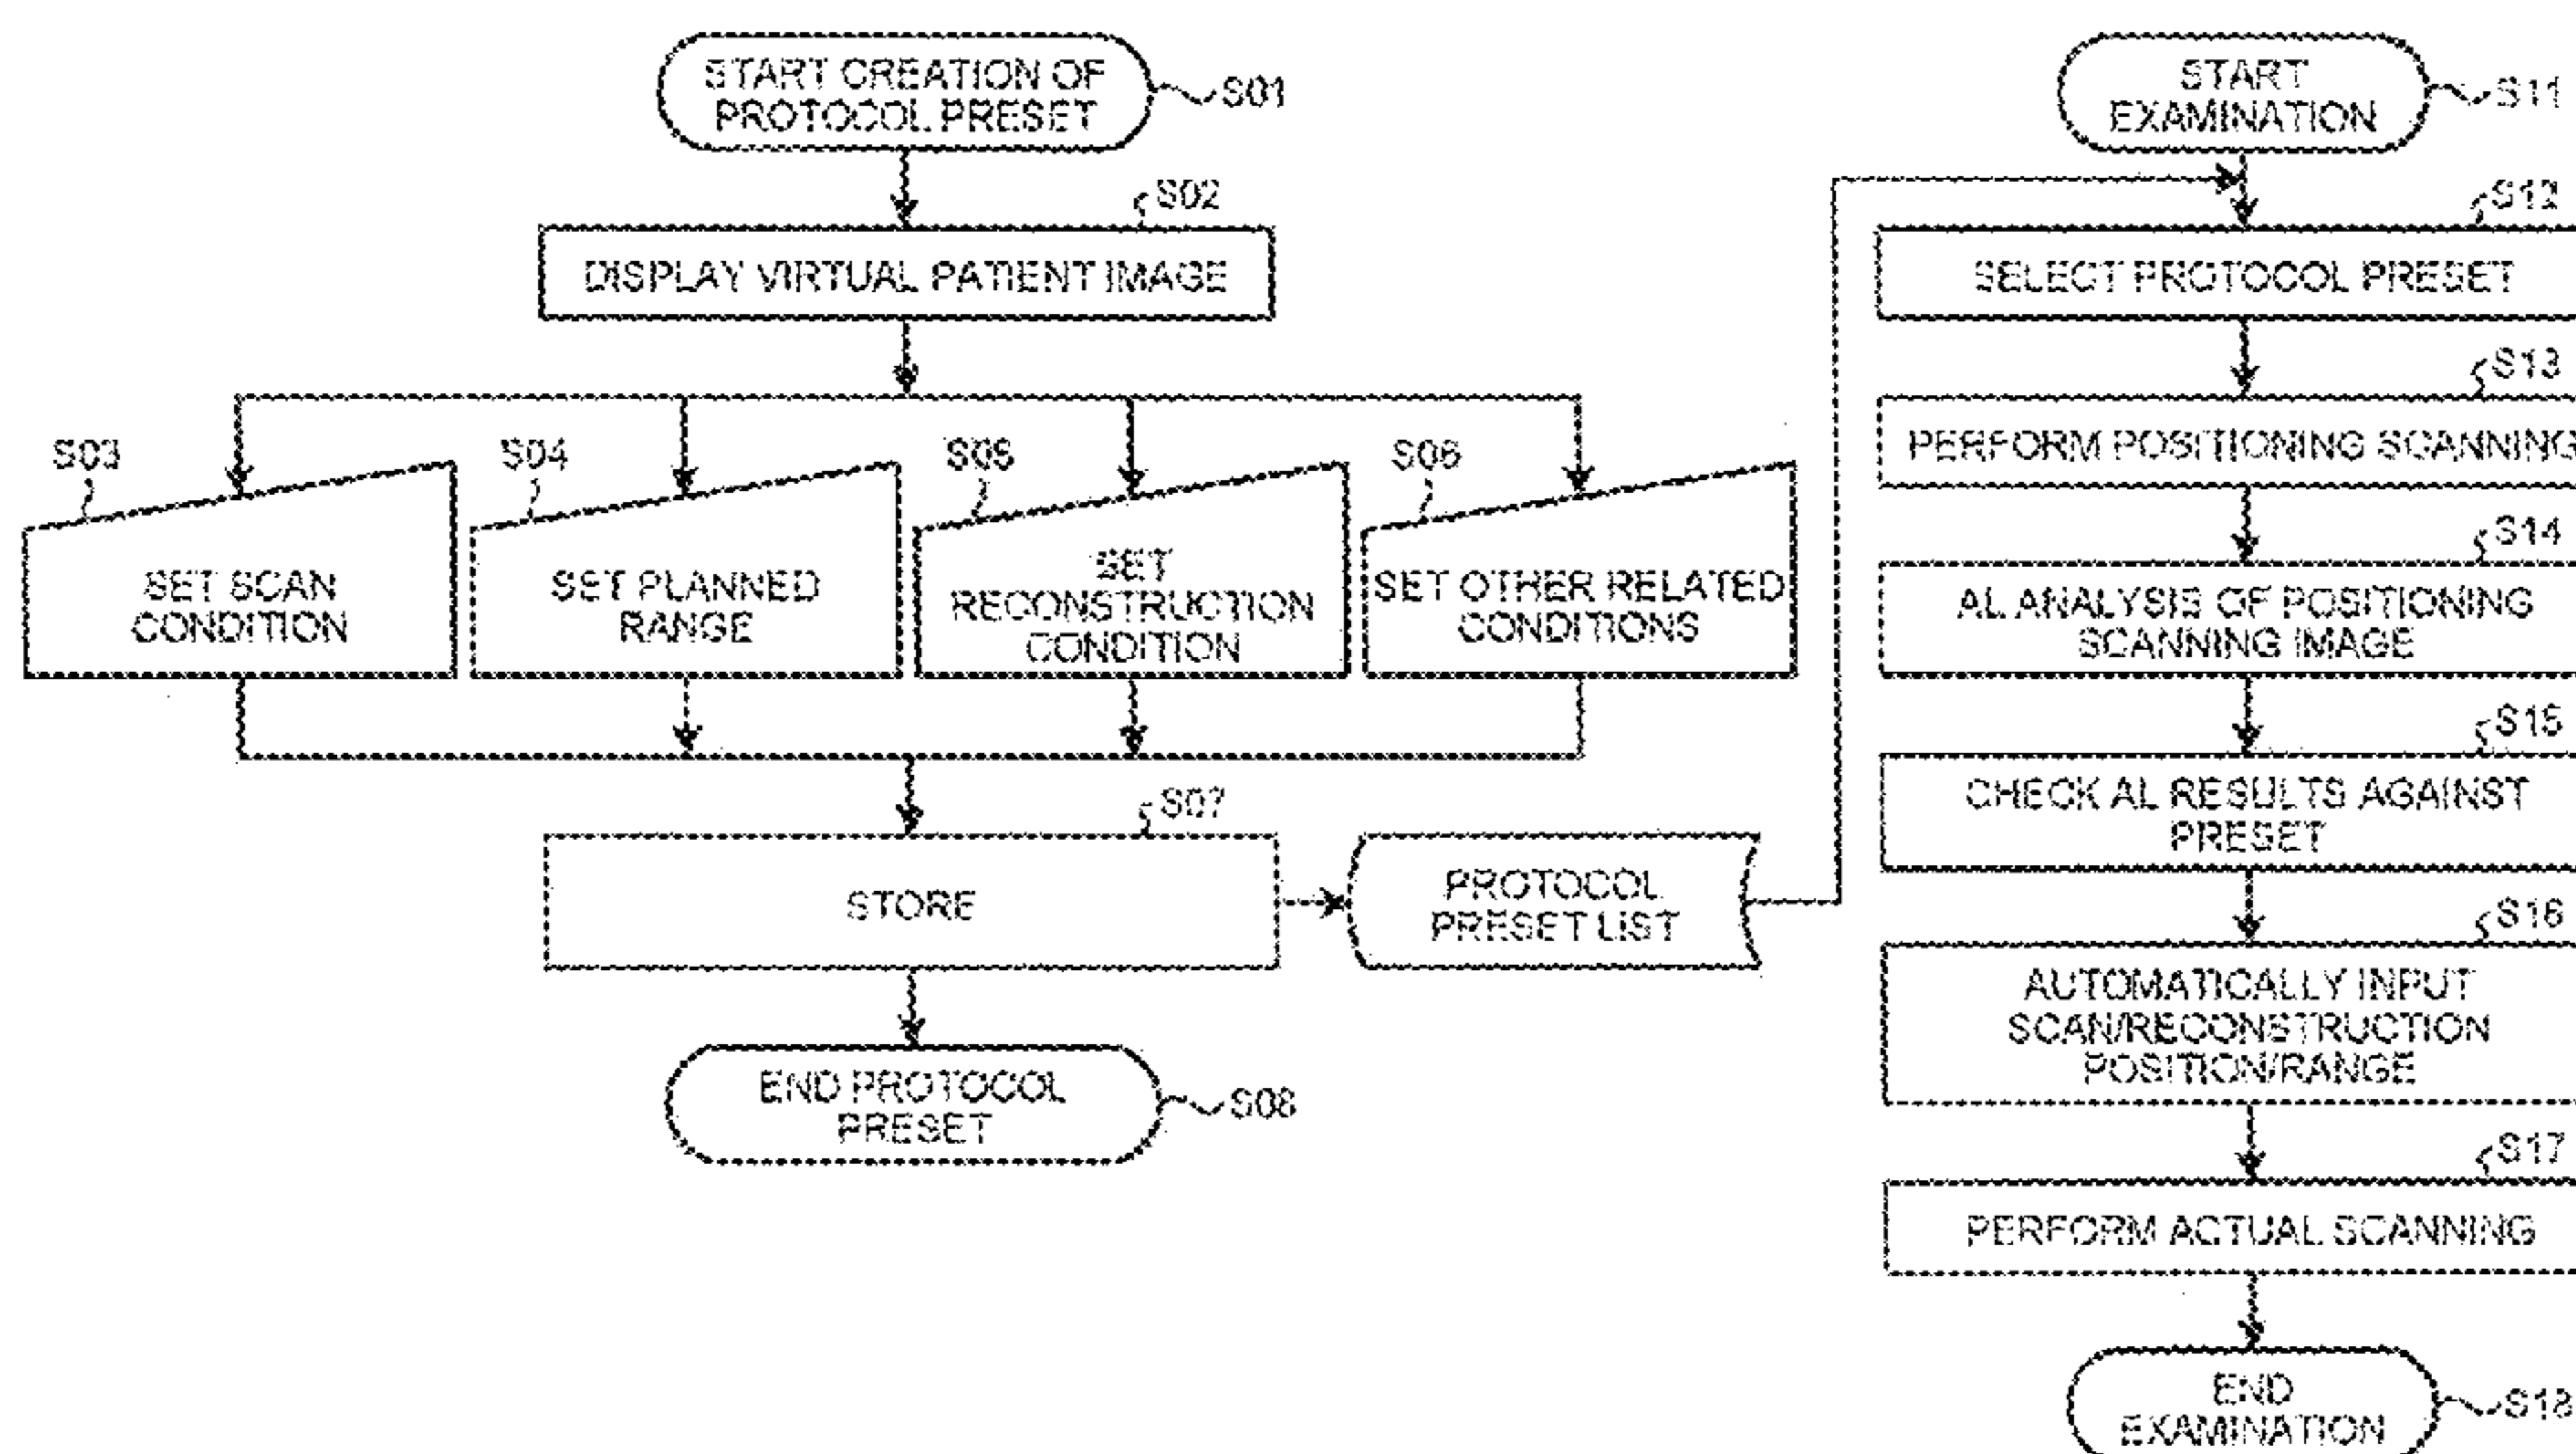 START CREATION OF
PROTOCOL PRESET
S01
S02
DISPLAY VIRTUAL PATIENT IMAGE
S03
SET SCAN
CONDITION
S04
SET PLANNED
RANGE
S05
SET
RECONSTRUCTION
CONDITION
S06
SET OTHER RELATED
CONDITIONS
S07
STORE
PROTOCOL
PRESET LIST
END PROTOCOL
PRESET
S08
START
EXAMINATION
S11
S12
SELECT PROTOCOL PRESET
S13
PERFORM POSITIONING SCANNING
S14
AL ANALYSIS OF POSITIONING
SCANNING IMAGE
S15
CHECK AL RESULTS AGAINST
PRESET
S16
AUTOMATICALLY INPUT
SCAN/RECONSTRUCTION
POSITION/RANGE
S17
PERFORM ACTUAL SCANNING
END
EXAMINATION
S18